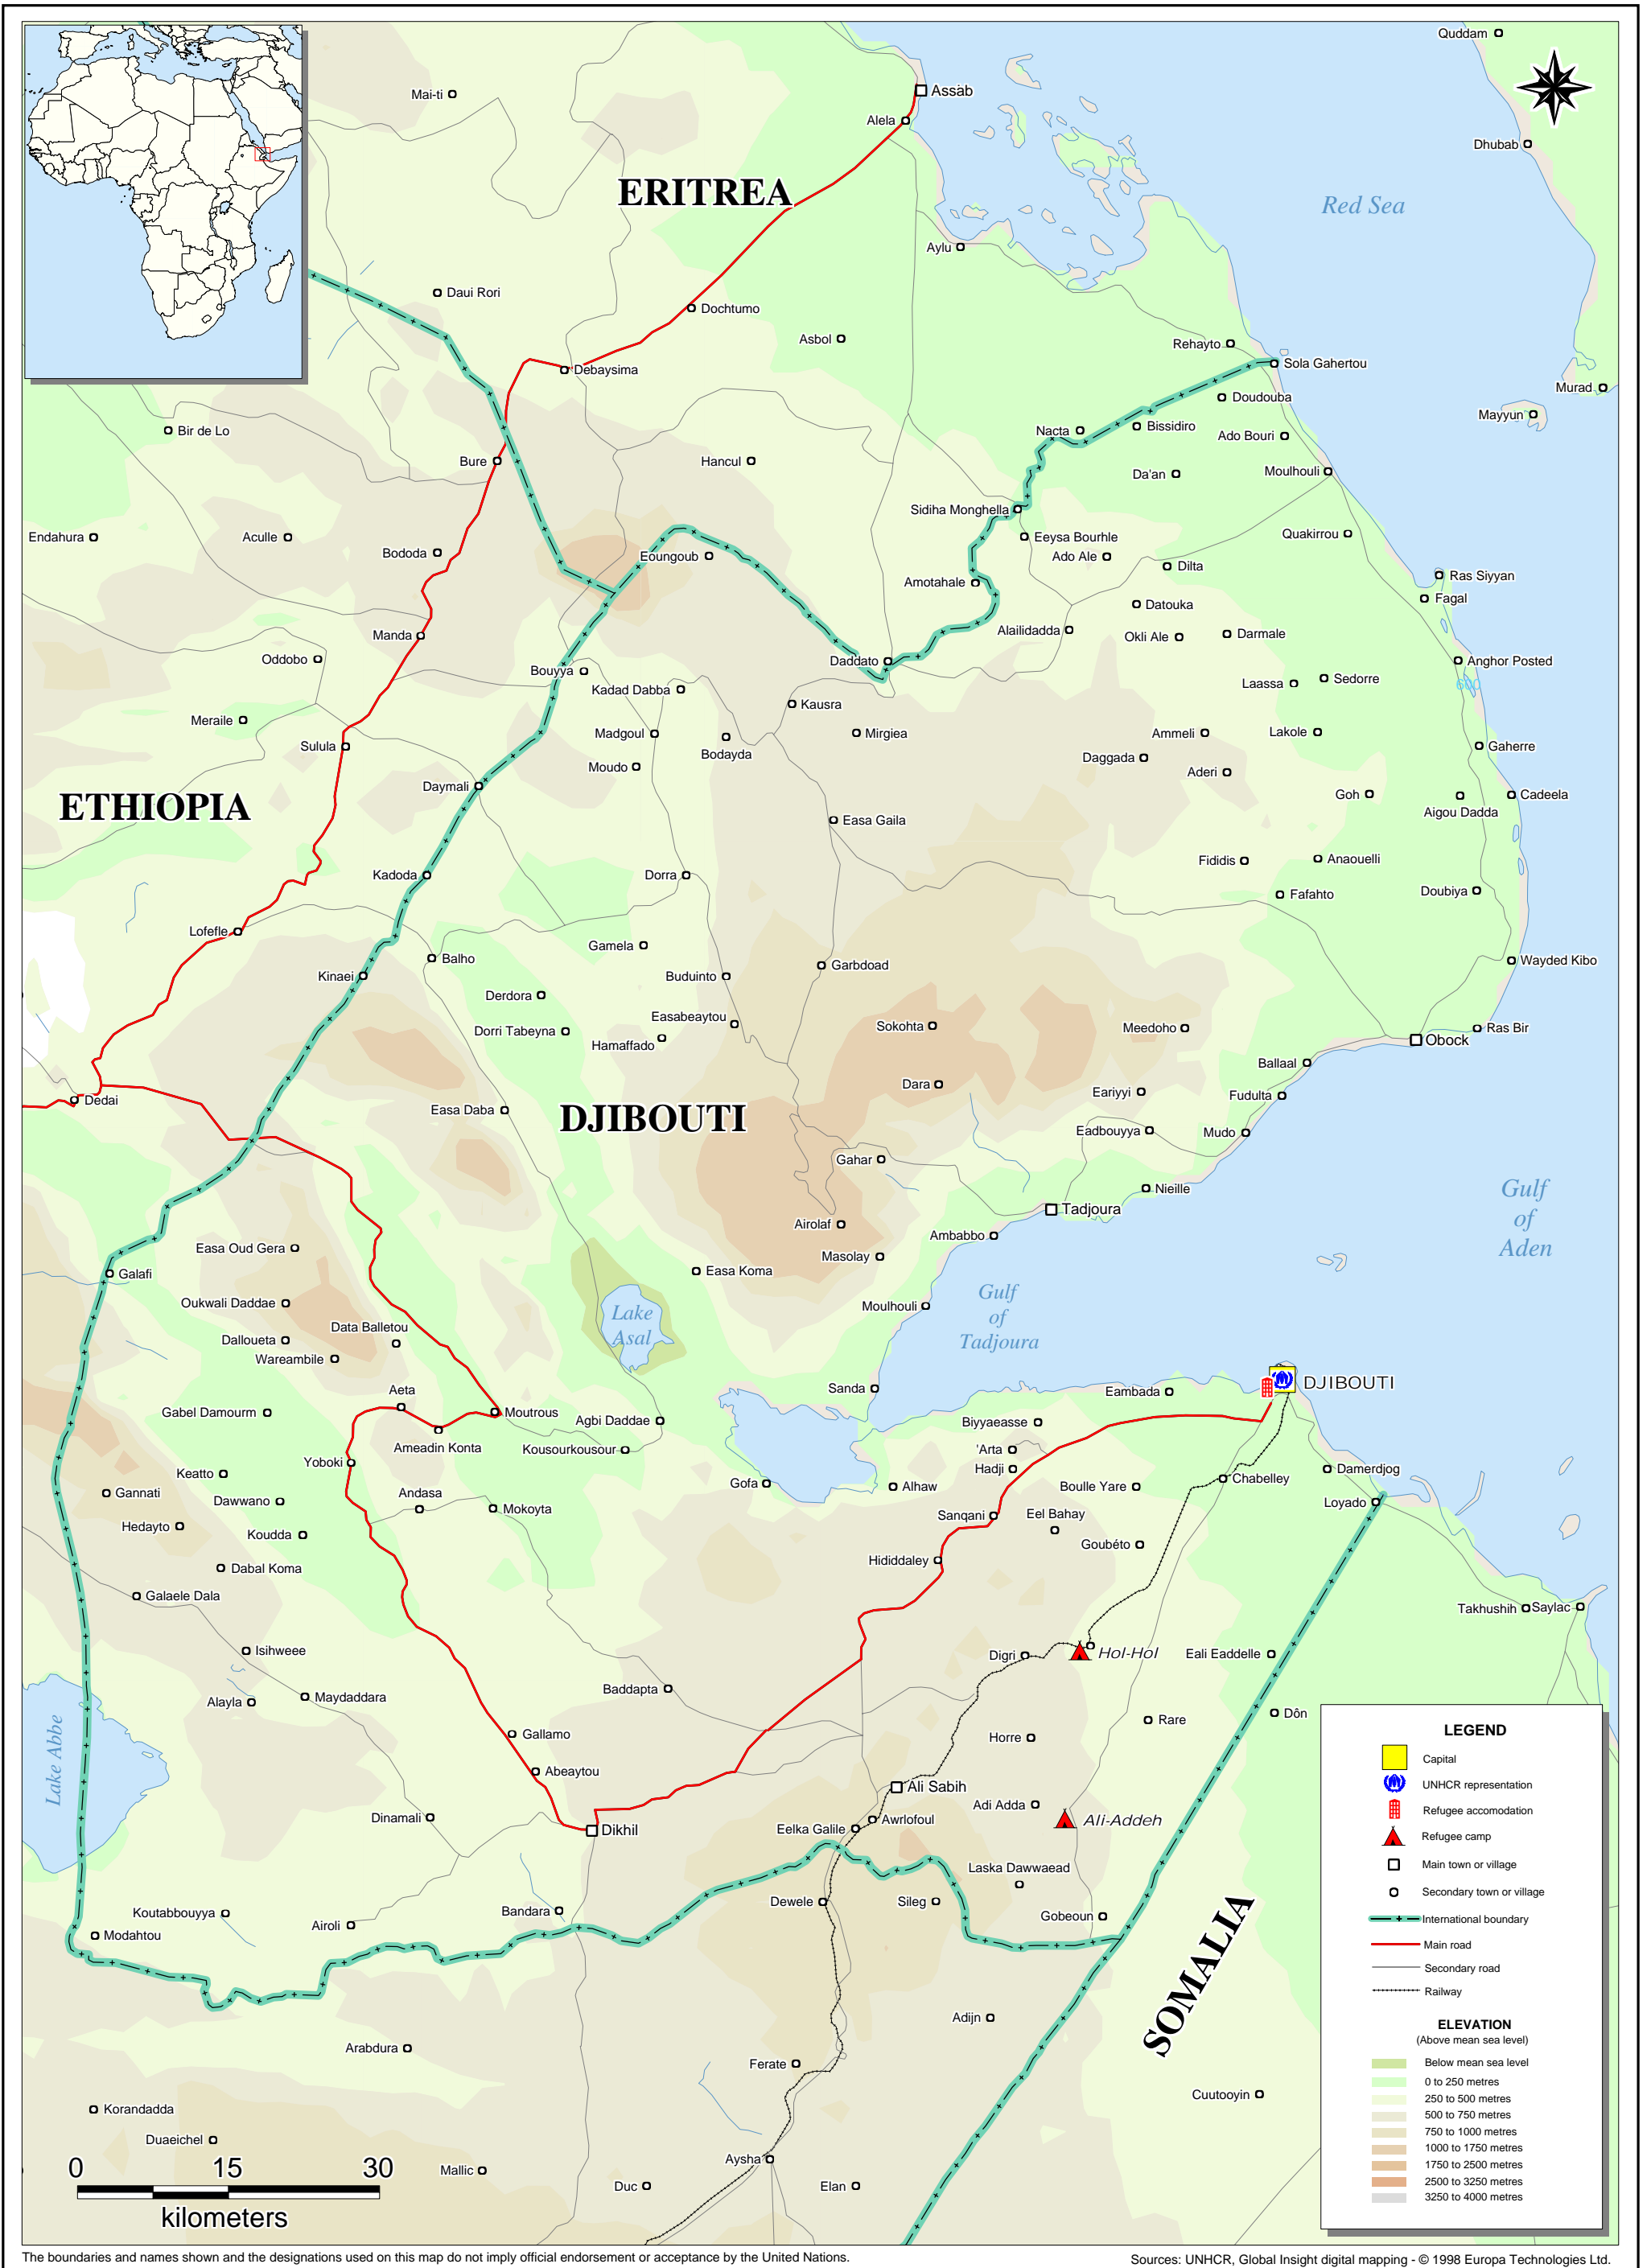 Quddam
Mai-ti
Assab
Alela
Dhubab
ERITREA
Red Sea
Aylu
Daui Rori
Dochtumo
Asbol
Rehayto
Sola Gahertou
Debaysima
Murad
Doudouba
Mayyun
Bir de Lo
Nacta
Bissidiro
Ado Bouri
Bure
Hancul
Da'an
Moulhouli
Sidiha Monghella
Endahura
Aculle
Eeysa Bourhle
Quakirrou
Bododa
Eoungoub
Ado Ale
Dilta
Amotahale
Ras Siyyan
Fagal
Datouka
Manda
Alailidadda
Okli Ale
Darmale
Oddobo
Daddato
Anghor Posted
Bouyya
Kadad Dabba
Laassa
Sedorre
600
Kausra
Meraile
Madgoul
Bodayda
Mirgiea
Ammeli
Lakole
Sulula
Gaherre
Moudo
Daggada
Aderi
Daymali
ETHIOPIA
Goh
Aigou Dadda
Cadeela
Easa Gaila
Fididis
Anaouelli
Kadoda
Dorra
Fafahto
Doubiya
Lofefle
Gamela
Balho
Garbdoad
Wayded Kibo
Kinaei
Buduinto
Derdora
Easabeaytou
Sokohta
Meedoho
Ras Bir
Dorri Tabeyna
Hamaffado
Obock
Ballaal
Dara
Eariyyi
Fudulta
Dedai
Easa Daba
DJIBOUTI
Eadbouyya
Mudo
Gahar
Nieille
Gulf
of
Aden
Tadjoura
Airolaf
Ambabbo
Easa Oud Gera
Masolay
Galafi
Easa Koma
Oukwali Daddae
Moulhouli
Gulf
of
Tadjoura
Lake
Asal
Data Balletou
Dalloueta
Wareambile
DJIBOUTI
Aeta
Sanda
Eambada
Gabel Damourm
Moutrous
Agbi Daddae
Biyyaeasse
Ameadin Konta
Kousourkousour
'Arta
Yoboki
Hadji
Damerdjog
Keatto
Gofa
Alhaw
Boulle Yare
Chabelley
Gannati
Dawwano
Andasa
Mokoyta
Loyado
Sanqani
Eel Bahay
Hedayto
Koudda
Goubéto
Hididdaley
Dabal Koma
Galaele Dala
Takhushih
Saylac
Isihweee
Digri
Hol-Hol
Eali Eaddelle
Baddapta
Alayla
Maydaddara
Dôn
Rare
Gallamo
Horre
Lake Abbe
Abeaytou
Ali Sabih
Adi Adda
Dinamali
Dikhil
Awrlofoul
Eelka Galile
Ali-Addeh
Laska Dawwaead
Dewele
Sileg
Koutabbouyya
Airoli
Bandara
Gobeoun
Modahtou
SOMALIA
Adijn
Arabdura
Ferate
Cuutooyin
Korandadda
Duaeichel
Aysha
Mallic
Duc
Elan
0 15 30
kilometers
LEGEND
Capital
UNHCR representation
Refugee accomodation
Refugee camp
Main town or village
Secondary town or village
International boundary
Main road
Secondary road
Railway
ELEVATION
(Above mean sea level)
Below mean sea level
0 to 250 metres
250 to 500 metres
500 to 750 metres
750 to 1000 metres
1000 to 1750 metres
1750 to 2500 metres
2500 to 3250 metres
3250 to 4000 metres
The boundaries and names shown and the designations used on this map do not imply official endorsement or acceptance by the United Nations.
Sources: UNHCR, Global Insight digital mapping - © 1998 Europa Technologies Ltd.